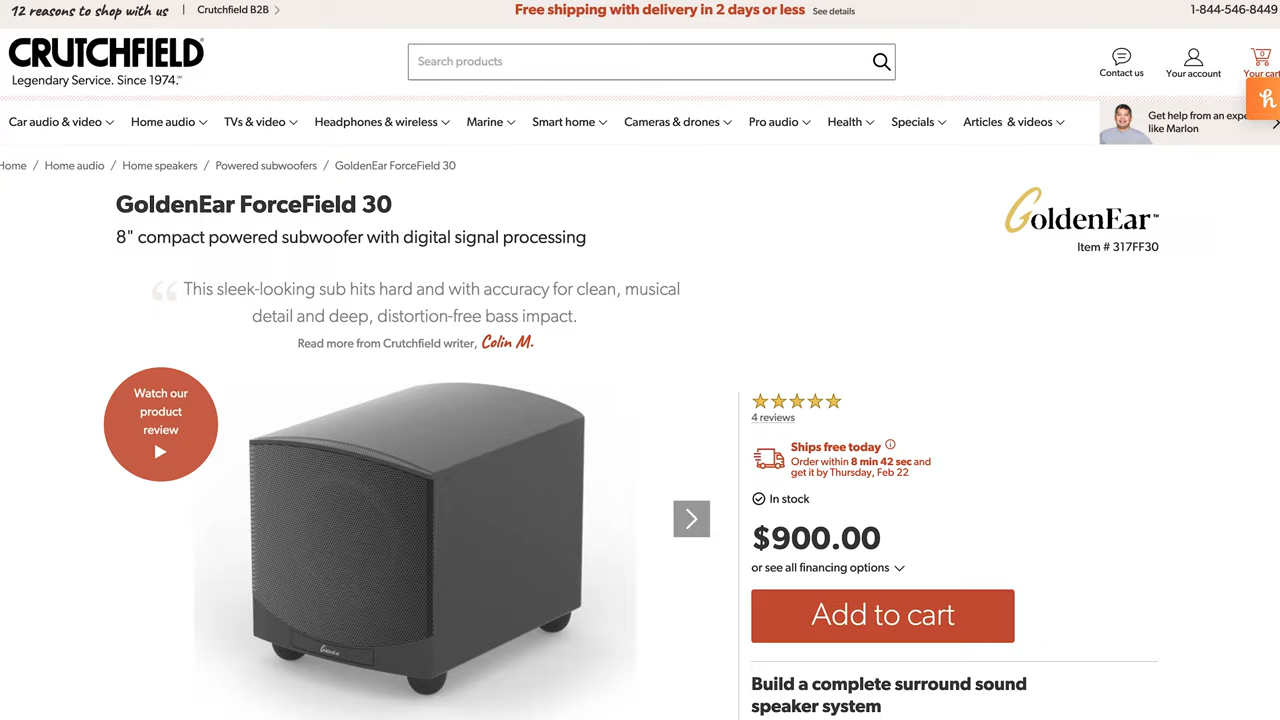 12 reasons to shop with us | Crutchfield B2B
Free shipping with delivery in 2 days or less See details
1-844-546-8449
CRUTCHFIELD
Legendary Service. Since 1974.℠
Search products
Contact us
Your account
0
Your cart
Car audio & video
Home audio
TVs & video
Headphones & wireless
Marine
Smart home
Cameras & drones
Pro audio
Health
Specials
Articles & videos
Get help from an expe
like Marlon
Home / Home audio / Home speakers / Powered subwoofers / GoldenEar ForceField 30
GoldenEar ForceField 30
8" compact powered subwoofer with digital signal processing
GoldenEar™
Item # 317FF30
“This sleek-looking sub hits hard and with accuracy for clean, musical
detail and deep, distortion-free bass impact.
Read more from Crutchfield writer, Colin M.
Watch our
product
review
GoldenEar
4 reviews
Ships free today
Order within 8 min 42 sec and
get it by Thursday, Feb 22
In stock
$900.00
or see all financing options
Add to cart
Build a complete surround sound
speaker system